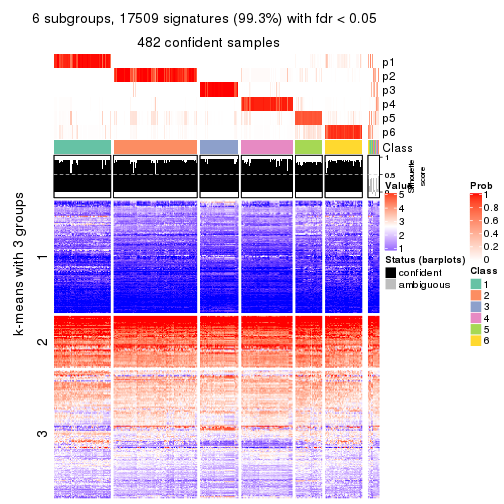 6 subgroups, 17509 signatures (99.3%) with fdr < 0.05
482 confident samples
p1
p2
p3
p4
p5
p6
Class
1
0.5
0
Silhouette
score
k-means with 3 groups
1
2
3
Value
5
4
3
2
1
Status (barplots)
confident
ambiguous
Prob
1
0.8
0.6
0.4
0.2
0
Class
1
2
3
4
5
6